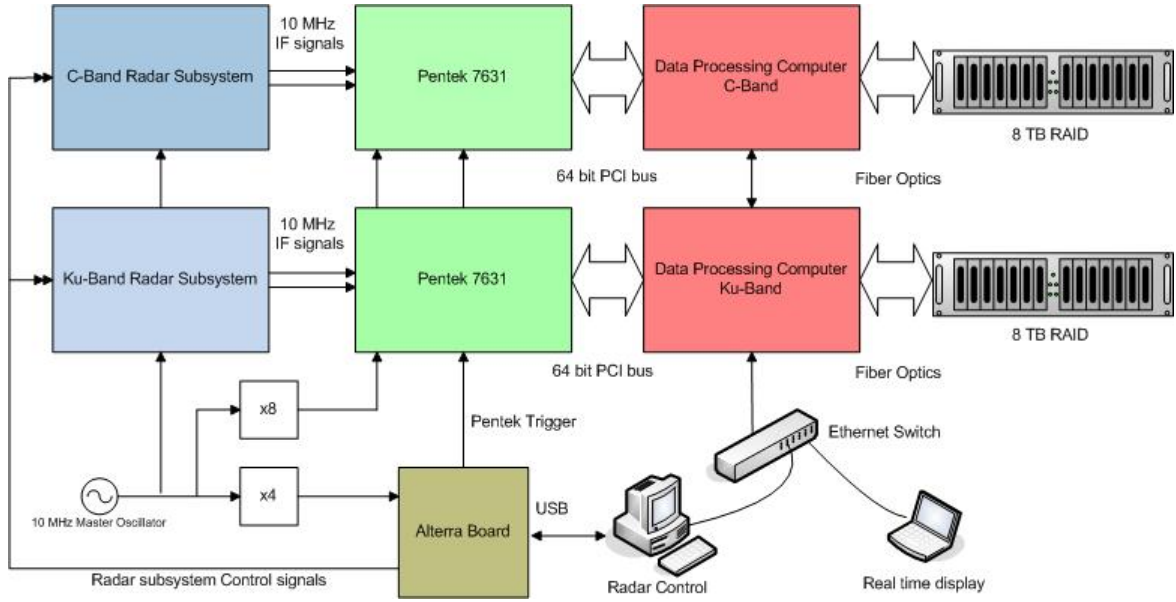 10 MHz
IF signals
C-Band Radar Subsystem
Pentek 7631
Data Processing Computer
C-Band
8 TB RAID
64 bit PCI bus
Fiber Optics
10 MHz
IF signals
Ku-Band Radar Subsystem
Pentek 7631
Data Processing Computer
Ku-Band
8 TB RAID
64 bit PCI bus
Fiber Optics
x8
Pentek Trigger
Ethernet Switch
x4
10 MHz Master Oscillator
Alterra Board
USB
Radar subsystem Control signals
Radar Control
Real time display